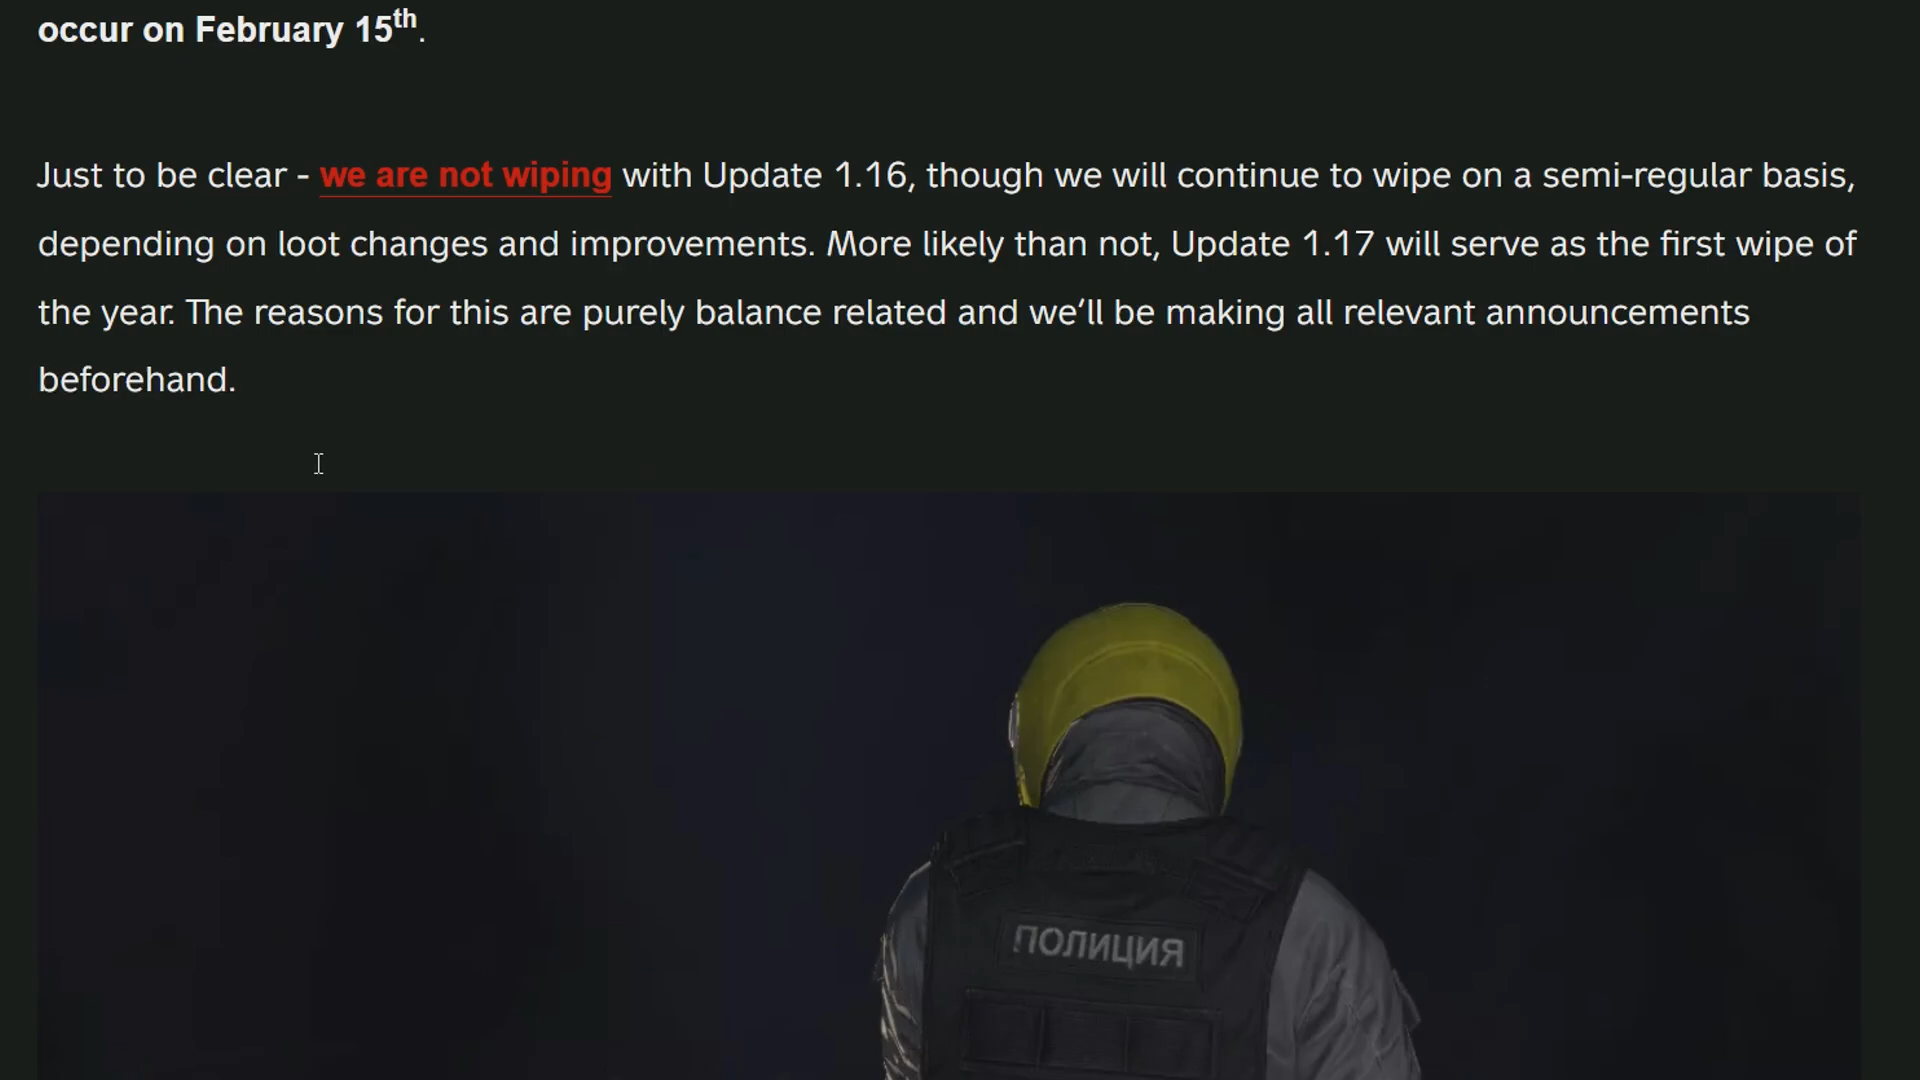 occur on February 15th.
Just to be clear - we are not wiping with Update 1.16, though we will continue to wipe on a semi-regular basis,
depending on loot changes and improvements. More likely than not, Update 1.17 will serve as the first wipe of
the year. The reasons for this are purely balance related and we’ll be making all relevant announcements
beforehand.
ПОЛИЦИЯ